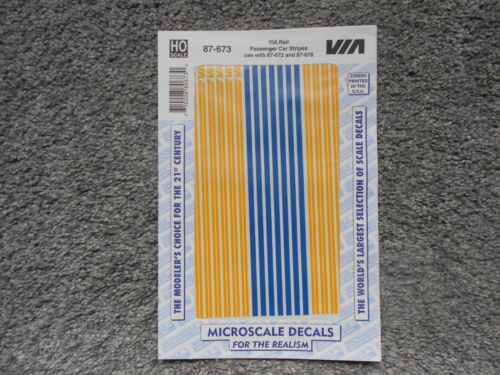 HO
SCALE
87-673
VIA Rail
Passenger Car Stripes
use with 87-672 and 87-678
VIA
SCREEN
PRINTED
IN THE
U.S.A.
SSSSS
THE MODELER'S CHOICE FOR THE 21ST CENTURY
THE WORLD'S LARGEST SELECTION OF SCALE DECALS
MICROSCALE DECALS
FOR THE REALISM